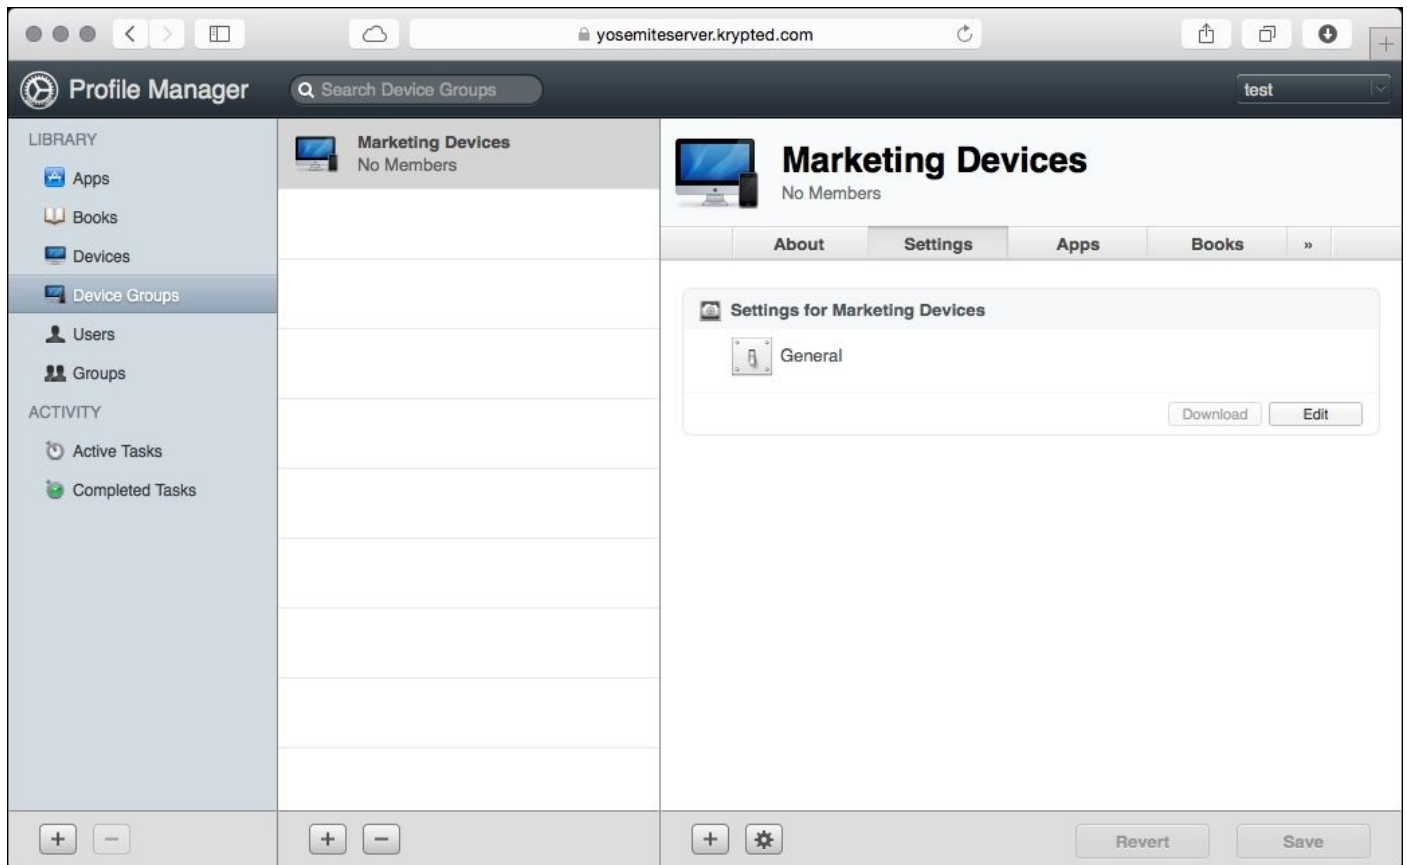 yosemiteserver.krypted.com
Profile Manager
Search Device Groups
test
LIBRARY
Apps
Books
Devices
Device Groups
Users
Groups
ACTIVITY
Active Tasks
Completed Tasks
Marketing Devices
No Members
Marketing Devices
No Members
About Settings Apps Books »
Settings for Marketing Devices
General
Download Edit
Revert Save